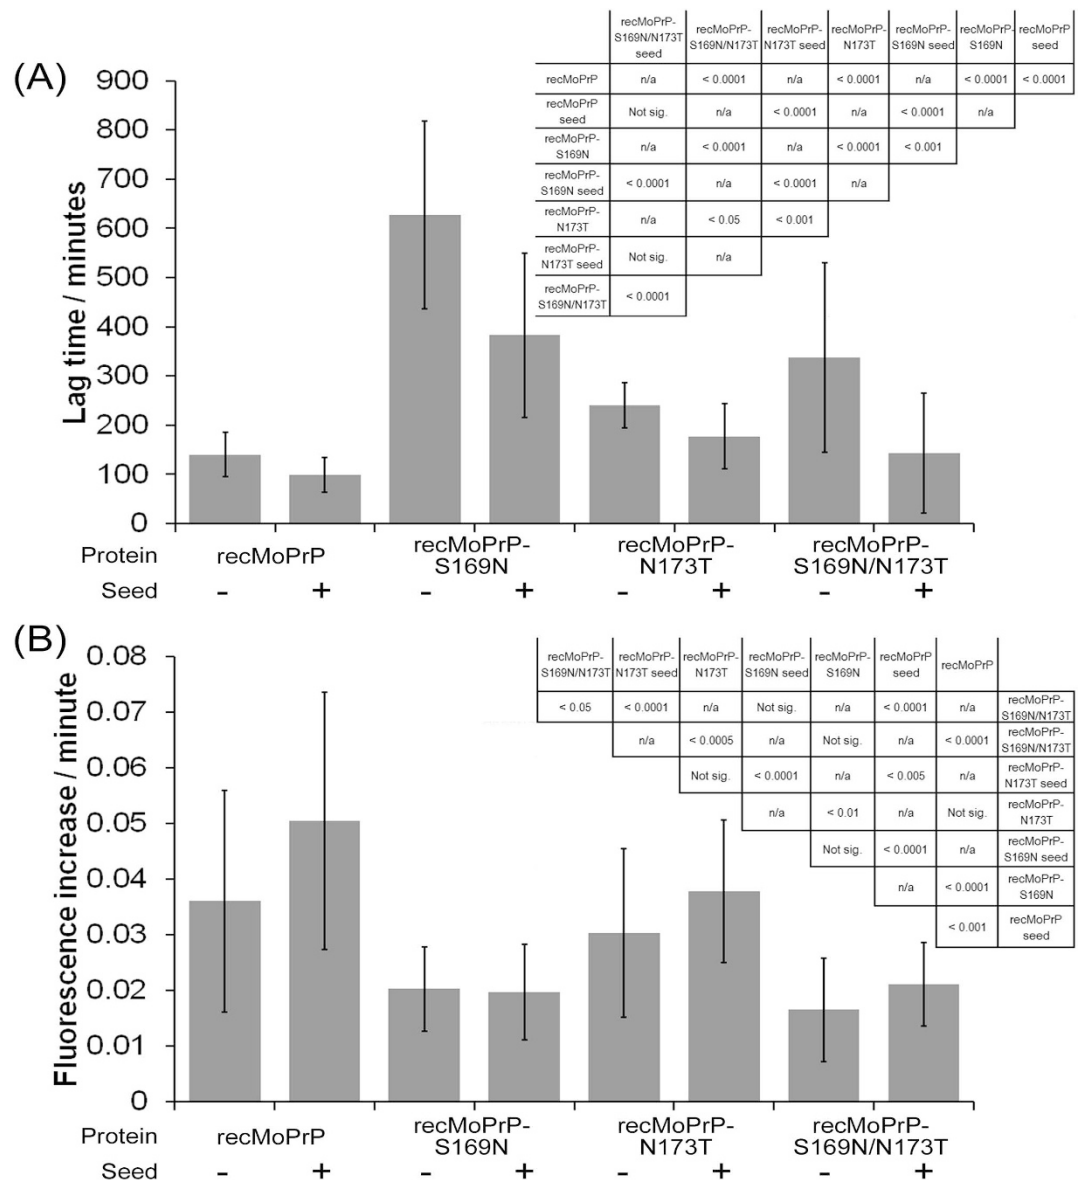 (A)
Lag time / minutes
900
800
700
600
500
400
300
200
100
0
recMoPrP-
S169N/N173T
seed
recMoPrP-
S169N/N173T
recMoPrP-
N173T seed
recMoPrP-
N173T
recMoPrP-
S169N seed
recMoPrP-
S169N
recMoPrP
seed
recMoPrP n/a < 0.0001 n/a < 0.0001 n/a < 0.0001 < 0.0001
recMoPrP
seed
Not sig. n/a < 0.0001 n/a < 0.0001 n/a
recMoPrP-
S169N
n/a < 0.0001 n/a < 0.0001 < 0.001
recMoPrP-
S169N seed
< 0.0001 n/a < 0.0001 n/a
recMoPrP-
N173T
n/a < 0.05 < 0.001
recMoPrP-
N173T seed
Not sig. n/a
recMoPrP-
S169N/N173T
< 0.0001
Protein
recMoPrP
recMoPrP-
S169N
recMoPrP-
N173T
recMoPrP-
S169N/N173T
Seed - + - + - + - +
(B)
Fluorescence increase / minute
0.08
0.07
0.06
0.05
0.04
0.03
0.02
0.01
0
recMoPrP-
S169N/N173T
recMoPrP-
N173T seed
recMoPrP-
N173T
recMoPrP-
S169N seed
recMoPrP-
S169N
recMoPrP
seed
recMoPrP
< 0.05 < 0.0001 n/a Not sig. n/a < 0.0001 n/a
recMoPrP-
S169N/N173T
n/a < 0.0005 n/a Not sig. n/a < 0.0001
recMoPrP-
S169N/N173T
Not sig. < 0.0001 n/a < 0.005 n/a
recMoPrP-
N173T seed
n/a < 0.01 n/a Not sig.
recMoPrP-
N173T
Not sig. < 0.0001 n/a
recMoPrP-
S169N seed
n/a < 0.0001
recMoPrP-
S169N
< 0.001
recMoPrP
seed
Protein
recMoPrP
recMoPrP-
S169N
recMoPrP-
N173T
recMoPrP-
S169N/N173T
Seed - + - + - + - +